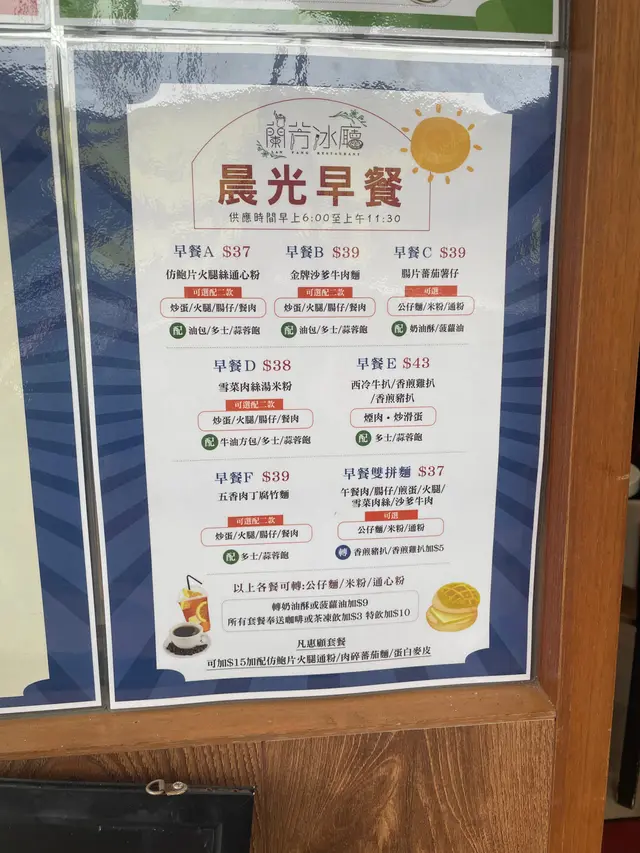 蘭芳冰廳
LAN FONG RESTAURANT
晨光早餐
供應時間早上6:00至上午11:30
早餐A $37
仿鮑片火腿絲通心粉
可選配二款
炒蛋/火腿/腸仔/餐肉
配 油包/多士/蒜蓉飽
早餐B $39
金牌沙爹牛肉麵
可選配二款
炒蛋/火腿/腸仔/餐肉
配 油包/多士/蒜蓉飽
早餐C $39
腸片蕃茄薯仔
可選
公仔麵/米粉/通粉
配 奶油酥/菠蘿油
早餐D $38
雪菜肉絲湯米粉
可選配二款
炒蛋/火腿/腸仔/餐肉
配 牛油方包/多士/蒜蓉飽
早餐E $43
西冷牛扒/香煎雞扒
/香煎豬扒
煙肉・炒滑蛋
配 多士/蒜蓉飽
早餐F $39
五香肉丁腐竹麵
可選配二款
炒蛋/火腿/腸仔/餐肉
配 多士/蒜蓉飽
早餐雙拼麵 $37
午餐肉/腸仔/煎蛋/火腿/
雪菜肉絲/沙爹牛肉
可選
公仔麵/米粉/通粉
轉 香煎豬扒/香煎雞扒加$5
以上各餐可轉:公仔麵/米粉/通心粉
轉奶油酥或菠蘿油加$9
所有套餐奉送咖啡或茶凍飲加$3 特飲加$10
凡惠顧套餐
可加$15加配仿鮑片火腿通粉/肉碎蕃茄麵/蛋白麥皮